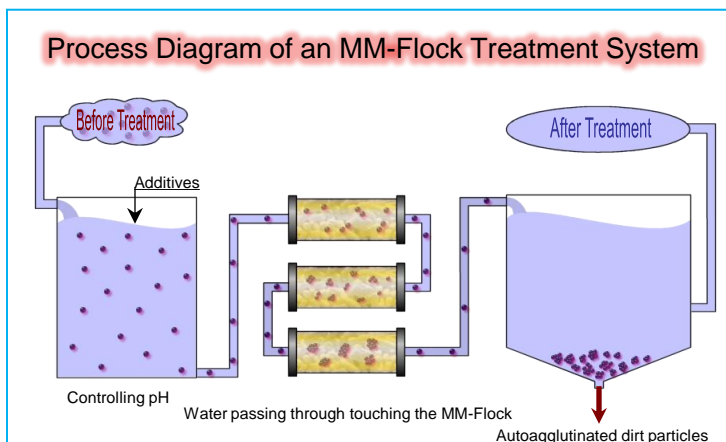 Process Diagram of an MM-Flock Treatment System
Before Treatment
After Treatment
Additives
Controlling pH
Water passing through touching the MM-Flock
Autoagglutinated dirt particles